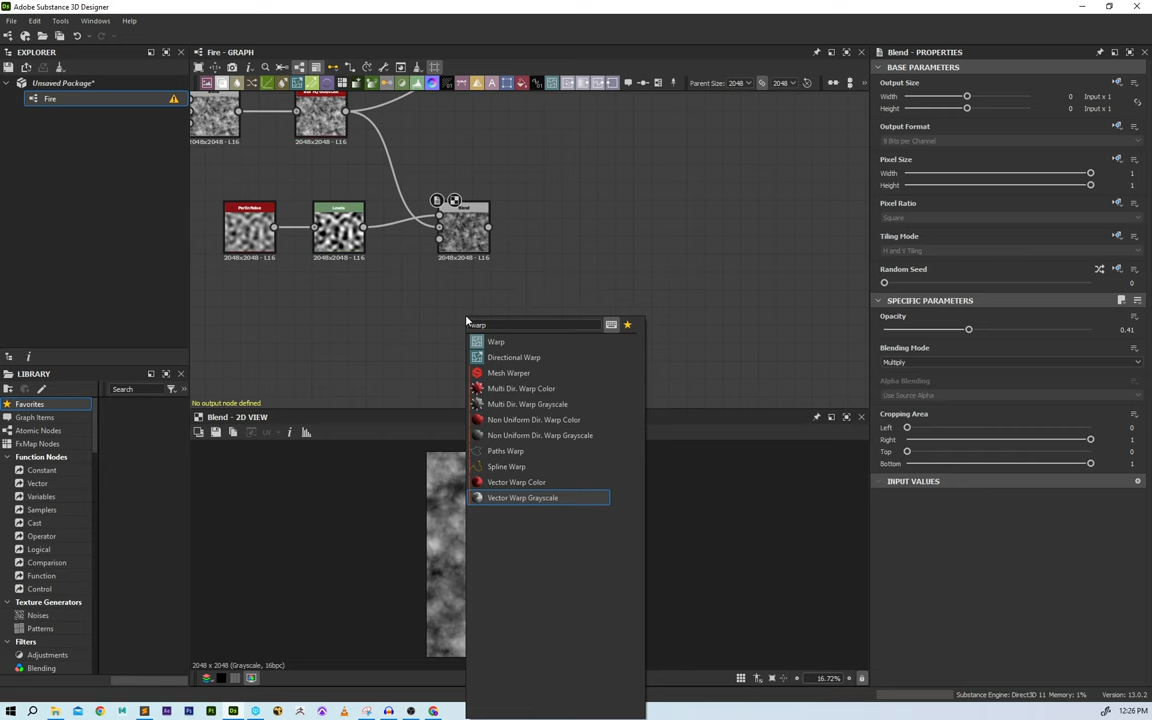 Adobe Substance 3D Designer
File Edit Tools Windows Help
EXPLORER
Unsaved Package*
Fire
Fire - GRAPH
Parent Size: 2048
2048
2048x2048 - L16
2048x2048 - L16
Perlin Noise
Levels
Blend
2048x2048 - L16
2048x2048 - L16
2048x2048 - L16
No output node defined
warp
Warp
Directional Warp
Mesh Warper
Multi Dir. Warp Color
Multi Dir. Warp Grayscale
Non Uniform Dir. Warp Color
Non Uniform Dir. Warp Grayscale
Paths Warp
Spline Warp
Vector Warp Color
Vector Warp Grayscale
LIBRARY
Search
Favorites
Graph Items
Atomic Nodes
FxMap Nodes
Function Nodes
Constant
Vector
Variables
Samplers
Cast
Operator
Logical
Comparison
Function
Control
Texture Generators
Noises
Patterns
Filters
Adjustments
Blending
Blend - 2D VIEW
UV
2048 x 2048 (Grayscale, 16bpc)
16.72%
Blend - PROPERTIES
BASE PARAMETERS
Output Size
Width 0 Input x 1
Height 0 Input x 1
Output Format
8 Bits per Channel
Pixel Size
Width 1
Height 1
Pixel Ratio
Square
Tiling Mode
H and V Tiling
Random Seed
0
SPECIFIC PARAMETERS
Opacity
0.41
Blending Mode
Multiply
Alpha Blending
Use Source Alpha
Cropping Area
Left 0
Right 1
Top 0
Bottom 1
INPUT VALUES
Substance Engine: Direct3D 11 Memory: 1% Version: 13.0.2
12:26 PM